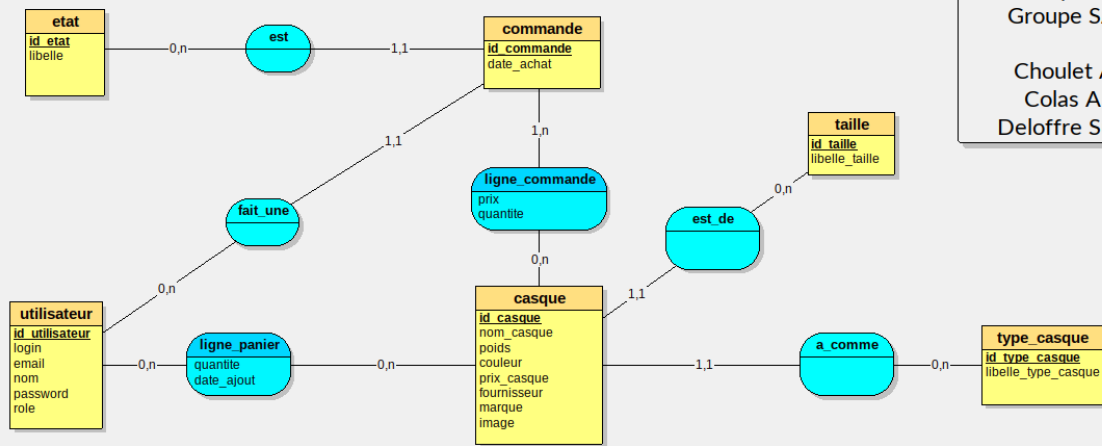 etat
id_etat
libelle
0,n
est
1,1
commande
id_commande
date_achat
Groupe
Choulet
Colas
Deloffre
1,1
1,n
taille
id_taille
libelle_taille
ligne_commande
prix
quantite
0,n
fait_une
est_de
0,n
0,n
1,1
utilisateur
id_utilisateur
login
email
nom
password
role
0,n
ligne_panier
quantite
date_ajout
0,n
casque
id_casque
nom_casque
poids
couleur
prix_casque
fournisseur
marque
image
1,1
a_comme
0,n
type_casque
id_type_casque
libelle_type_casque